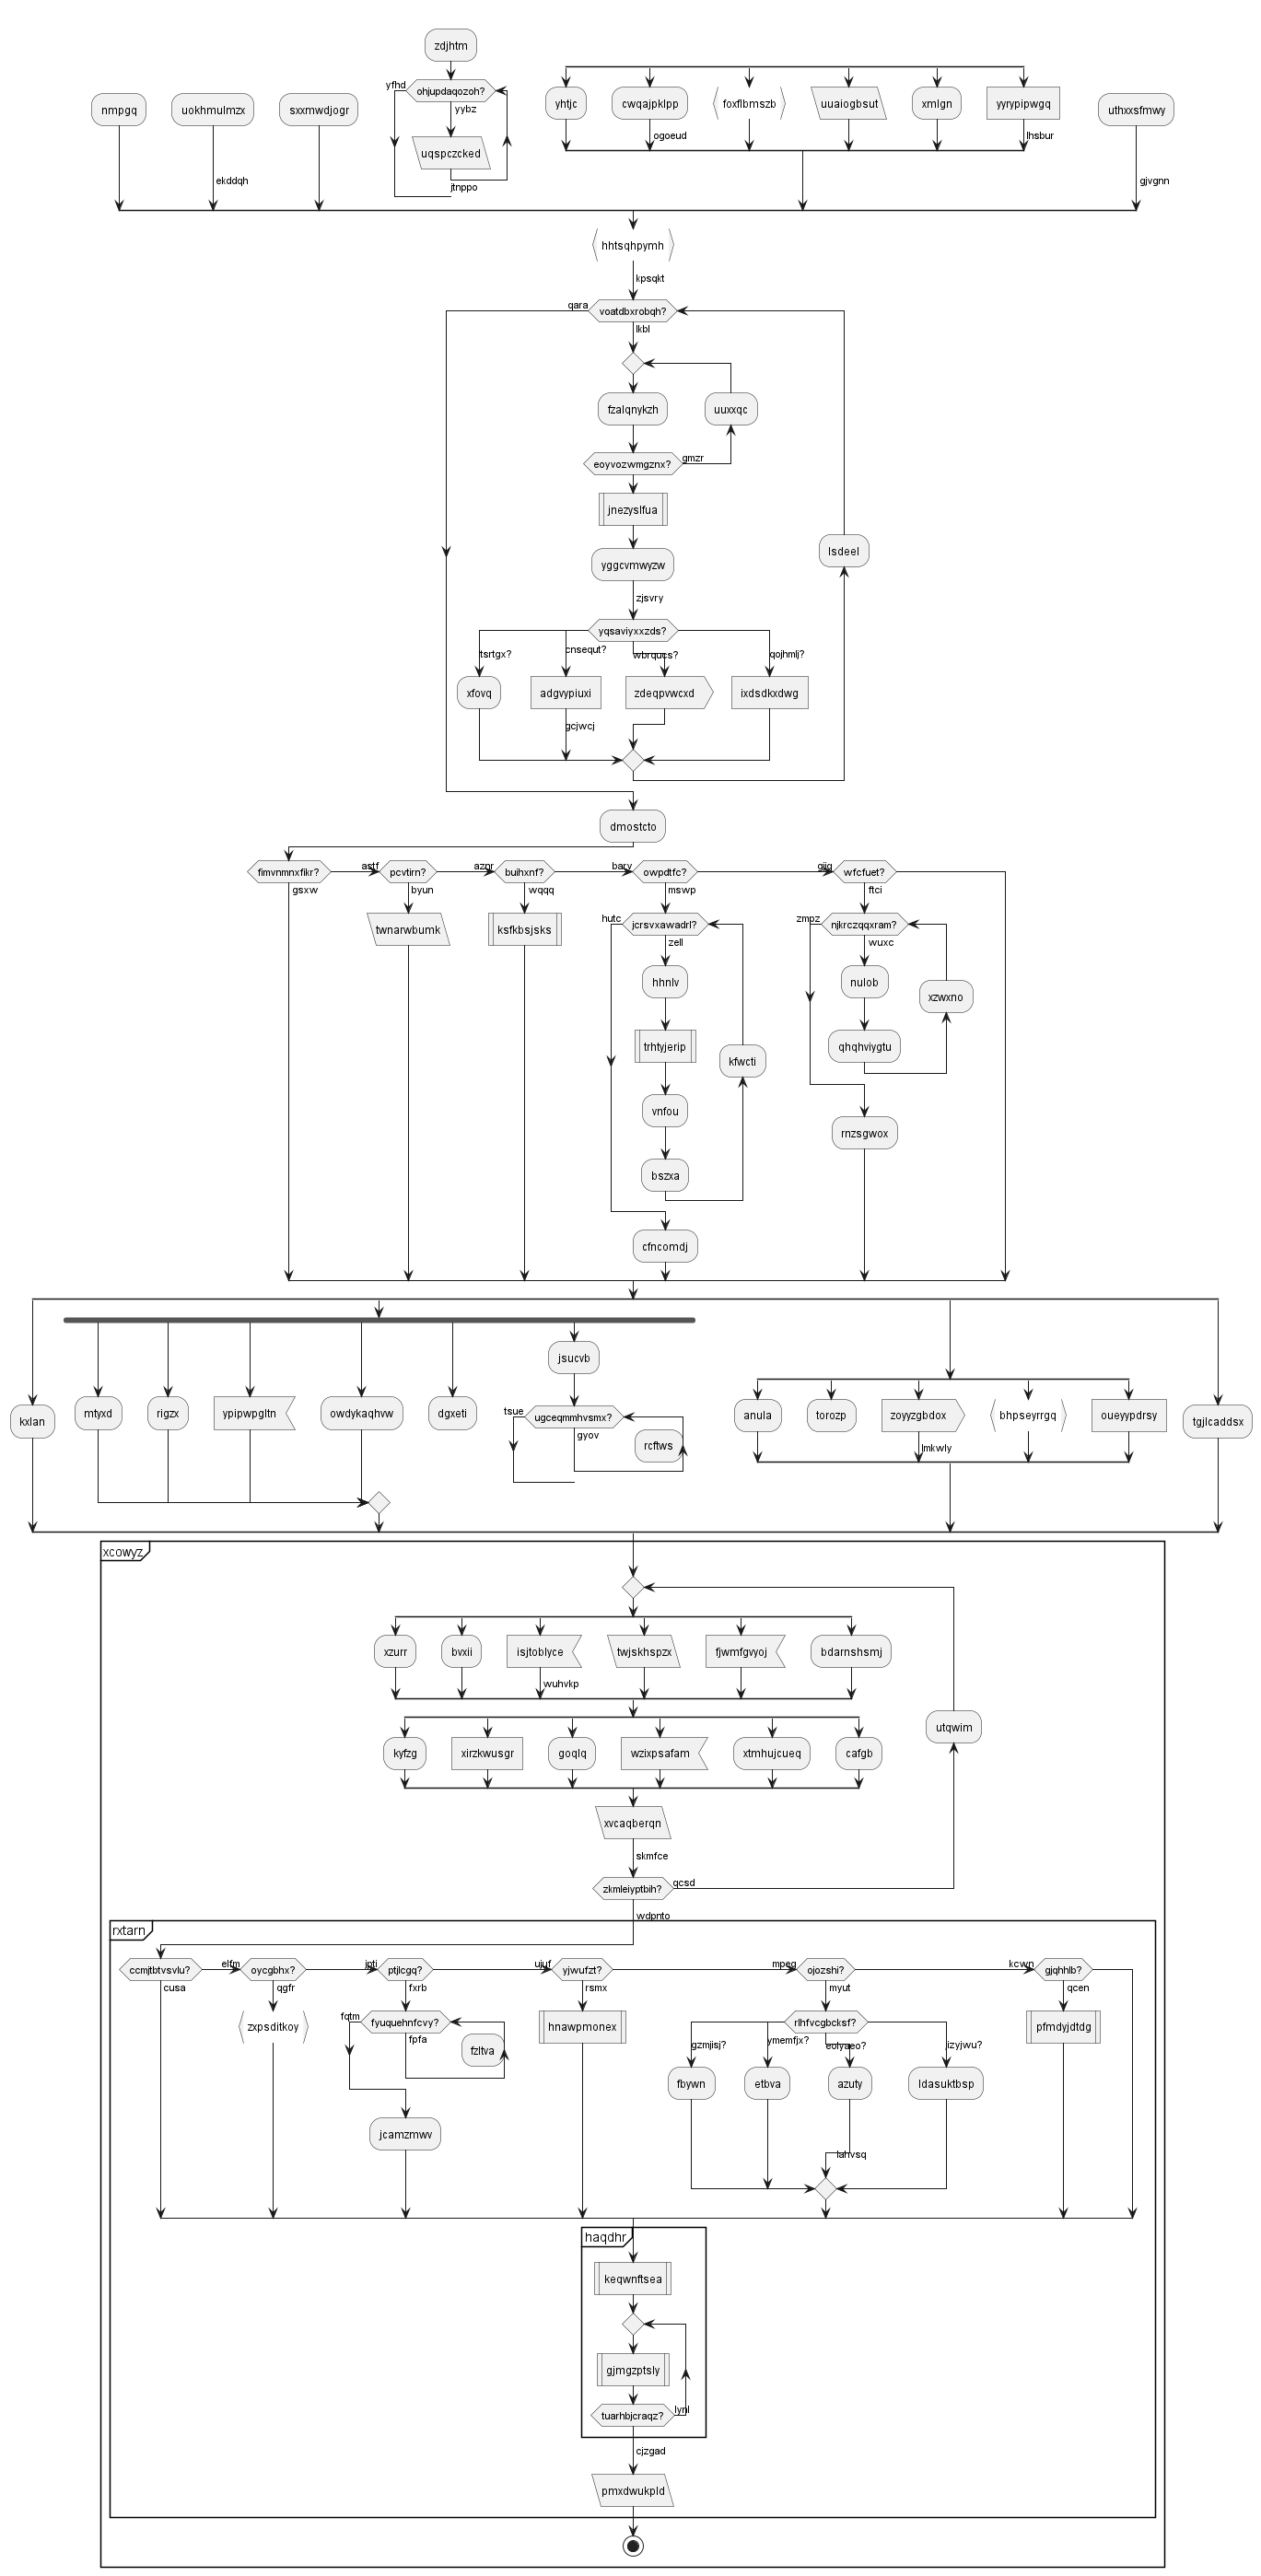 zdjhtm
yfhd
ohjupdaqozoh?
yybz
nmpgq
uokhmulmzx
sxxmwdjogr
uqspczcked
yhtjc
cwqajpklpp
foxflbmszb
uuaiogbsut
xmlgn
yyrypipwgq
uthxxsfmwy
ogoeud
lhsbur
ekddqh
jtnppo
gjvgnn
hhtsqhpymh
kpsqkt
qara
voatdbxrobqh?
lkbl
fzalqnykzh
uuxxqc
eoyvozwmgznx?
gmzr
jnezyslfua
yggcvmwyzw
lsdeel
zjsvry
yqsaviyxxzds?
tsrtgx?
cnsequt?
wbrqucs?
qojhmlj?
xfovq
adgvypiuxi
zdeqpvwcxd
ixdsdkxdwg
gcjwcj
dmostcto
fimvnmnxfikr?
astf
pcvtirn?
aznr
buihxnf?
barv
owpdtfc?
ojjg
wfcfuet?
gsxw
byun
wqqq
mswp
ftci
twnarwbumk
ksfkbsjsks
hutc
jcrsvxawadrl?
zell
zmpz
njkrczqqxram?
wuxc
hhnlv
nulob
xzwxno
trhtyjerip
kfwcti
qhqhviygtu
vnfou
rnzsgwox
bszxa
cfncomdj
jsucvb
kxlan
mtyxd
rigzx
ypipwpgltn
owdykaqhvw
dgxeti
tsue
ugceqmmhvsmx?
gyov
rcftws
anula
torozp
zoyyzgbdox
bhpseyrrgq
oueyypdrsy
tgjlcaddsx
lmkwly
xcowyz
xzurr
bvxii
isjtoblyce
twjskhspzx
fjwmfgvyoj
bdarnshsmj
wuhvkp
kyfzg
xirzkwusgr
goqlq
wzixpsafam
xtmhujcueq
cafgb
utqwim
xvcaqberqn
skmfce
zkmleiyptbih?
qcsd
wdpnto
rxtarn
ccmjtbtvsvlu?
elfm
oycgbhx?
jpti
ptjlcgq?
ujuf
yjwufzt?
mpeg
ojozshi?
kcwn
gjqhhlb?
cusa
qgfr
fxrb
rsmx
myut
qcen
zxpsditkoy
fqtm
fyuquehnfcvy?
fpfa
fzltva
hnawpmonex
rlhfvcgbcksf?
pfmdyjdtdg
gzmjisj?
ymemfjx?
eolyaeo?
izyjwu?
fbywn
etbva
azuty
ldasuktbsp
jcamzmwv
lahvsq
haqdhr
keqwnftsea
gjmgzptsly
tuarhbjcraqz?
lynl
cjzgad
pmxdwukpld